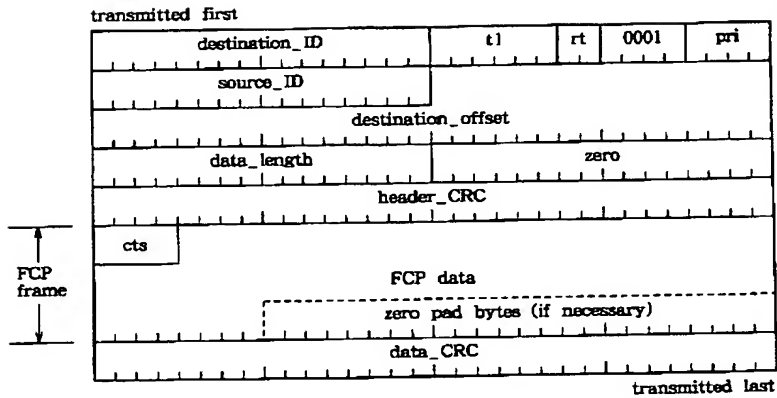 transmitted first
destination_ID tl rt 0001 pri
source_ID
destination_offset
data_length zero
header_CRC
cts
FCP frame
FCP data
zero pad bytes (if necessary)
data_CRC
transmitted last